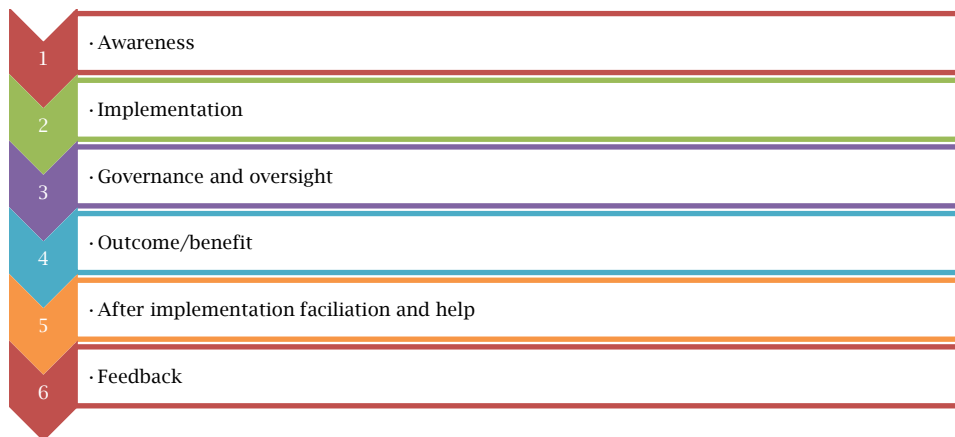 1
· Awareness
2
· Implementation
3
· Governance and oversight
4
· Outcome/benefit
5
· After implementation faciliation and help
6
· Feedback